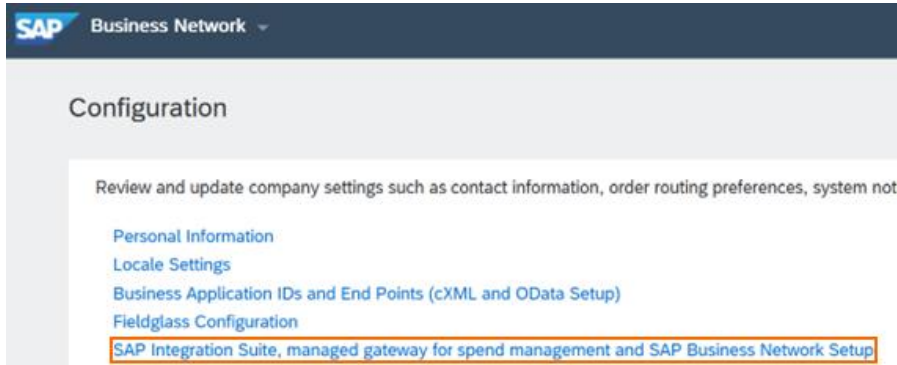 SAP Business Network
Configuration
Review and update company settings such as contact information, order routing preferences, system not
Personal Information
Locale Settings
Business Application IDs and End Points (cXML and OData Setup)
Fieldglass Configuration
SAP Integration Suite, managed gateway for spend management and SAP Business Network Setup